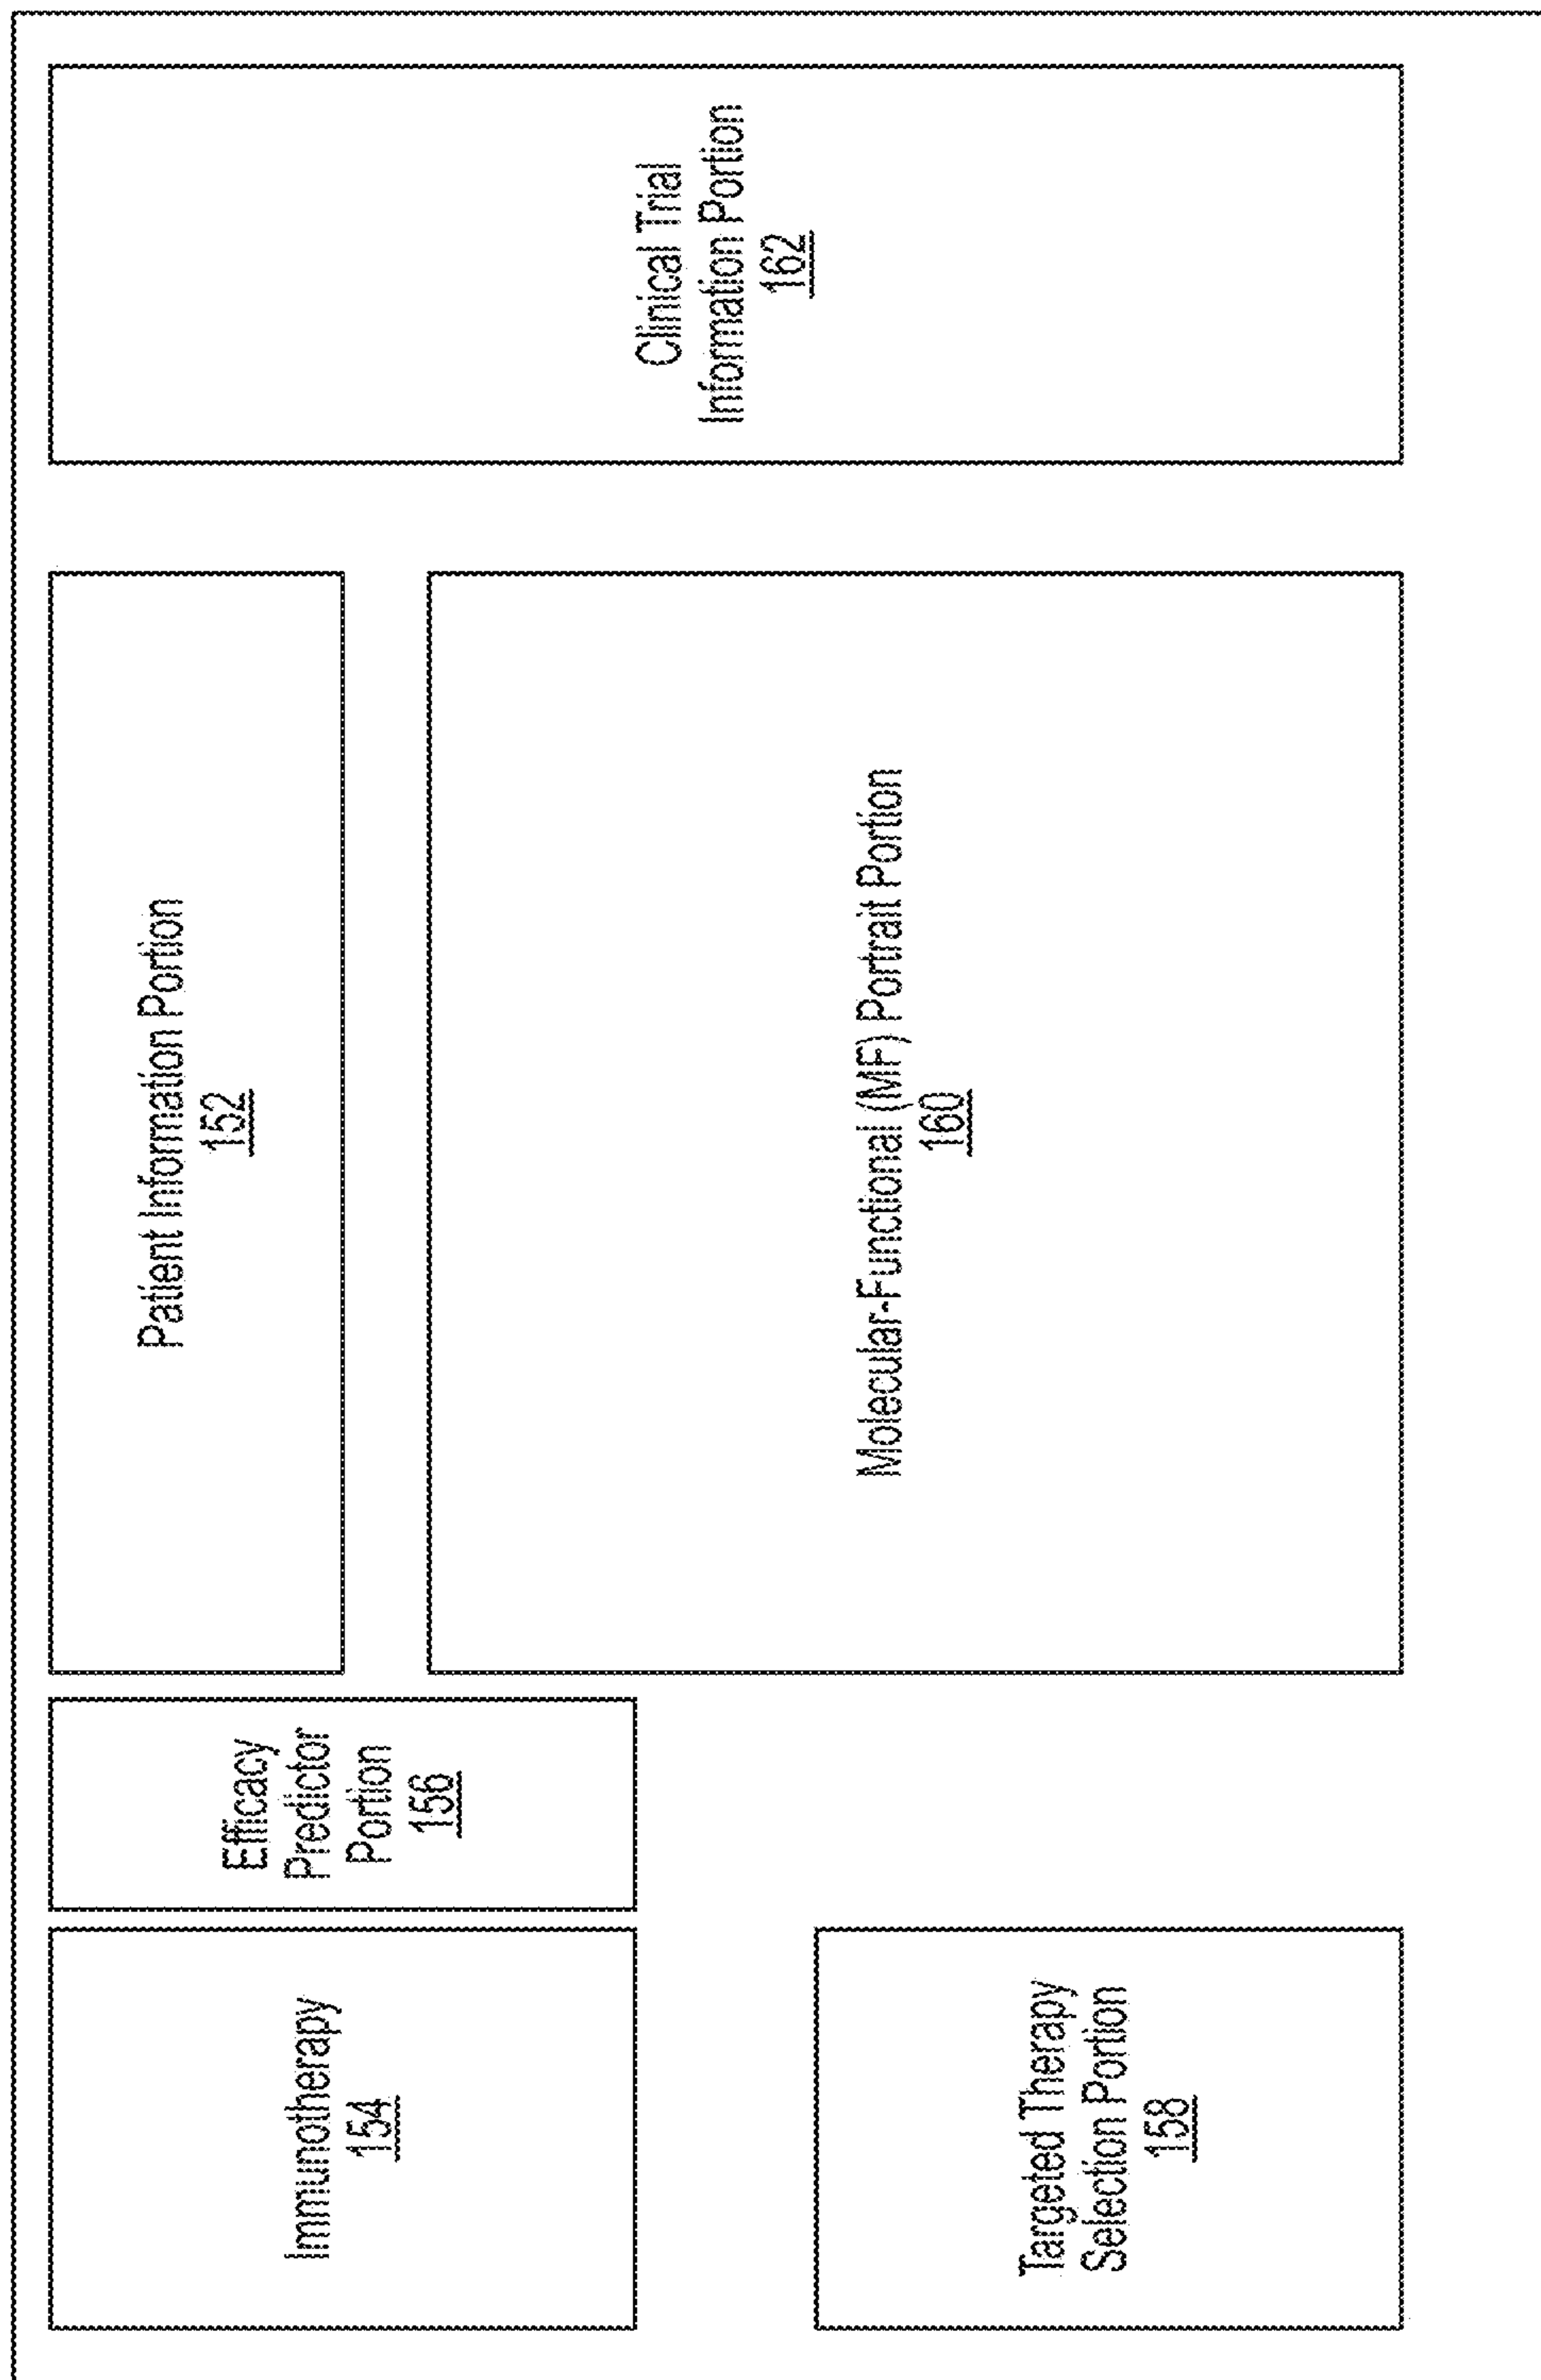 Immunotherapy
154
Efficacy
Predictor
Portion
156
Patient Information Portion
152
Clinical Trial
Information Portion
162
Targeted Therapy
Selection Portion
158
Molecular-Functional (MF) Portrait Portion
160